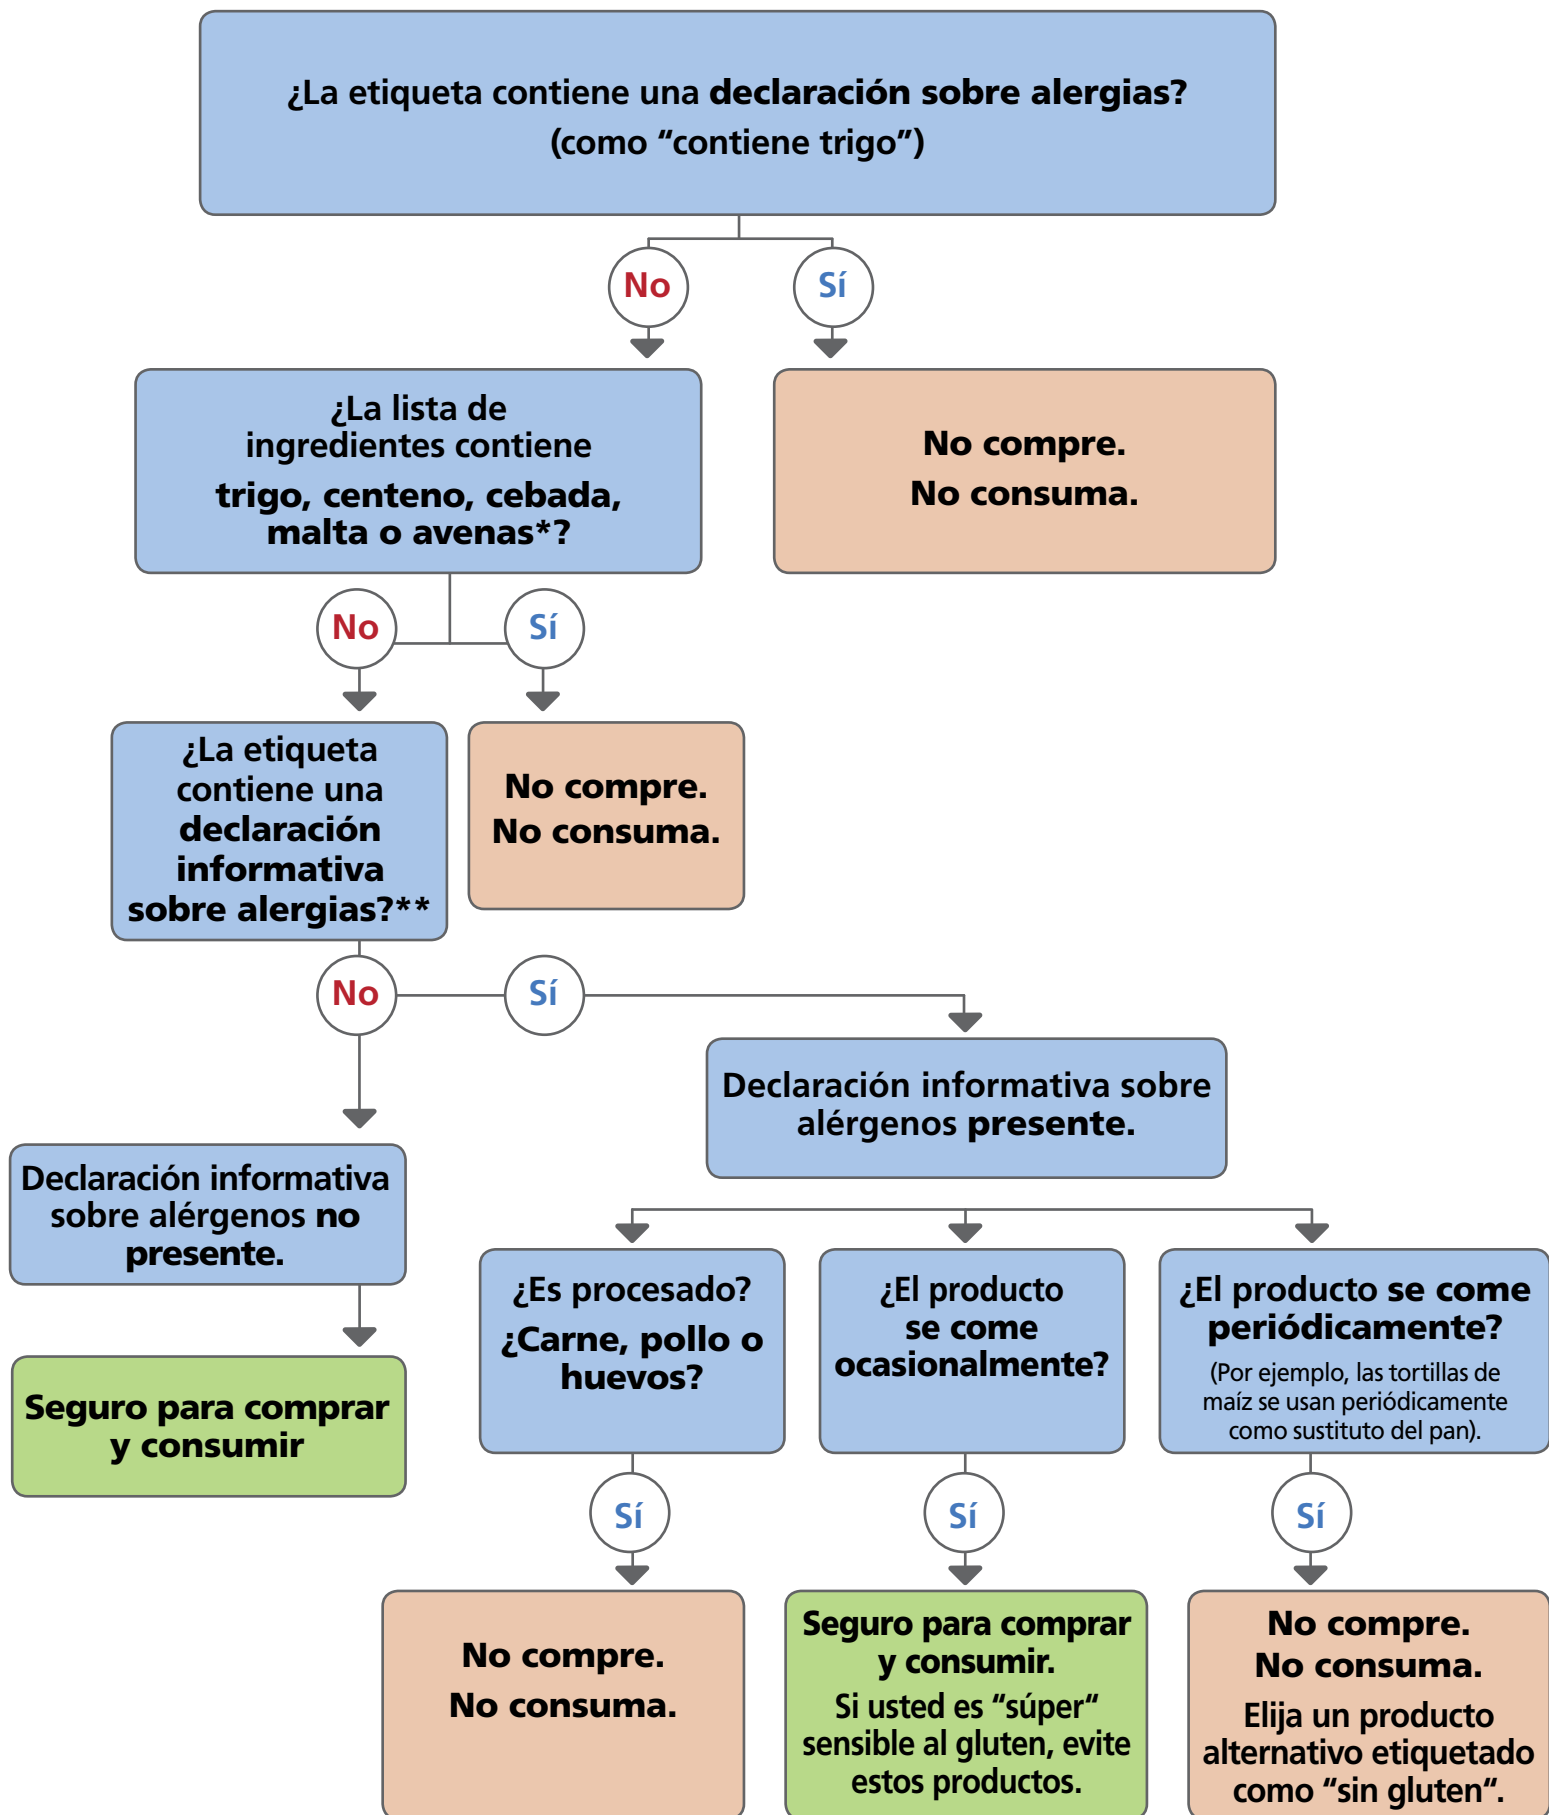 ¿La etiqueta contiene una declaración sobre alergias?
(como “contiene trigo”)
No
Sí
¿La lista de
ingredientes contiene
trigo, centeno, cebada,
malta o avenas*?
No compre.
No consuma.
No
Sí
¿La etiqueta
contiene una
declaración
informativa
sobre alergias?**
No compre.
No consuma.
No
Sí
Declaración informativa sobre
alérgenos presente.
Declaración informativa
sobre alérgenos no
presente.
Seguro para comprar
y consumir
¿Es procesado?
¿Carne, pollo o
huevos?
¿El producto
se come
ocasionalmente?
¿El producto se come
periódicamente?
(Por ejemplo, las tortillas de
maíz se usan periódicamente
como sustituto del pan).
Sí
Sí
Sí
No compre.
No consuma.
Seguro para comprar
y consumir.
Si usted es “súper“
sensible al gluten, evite
estos productos.
No compre.
No consuma.
Elija un producto
alternativo etiquetado
como “sin gluten“.